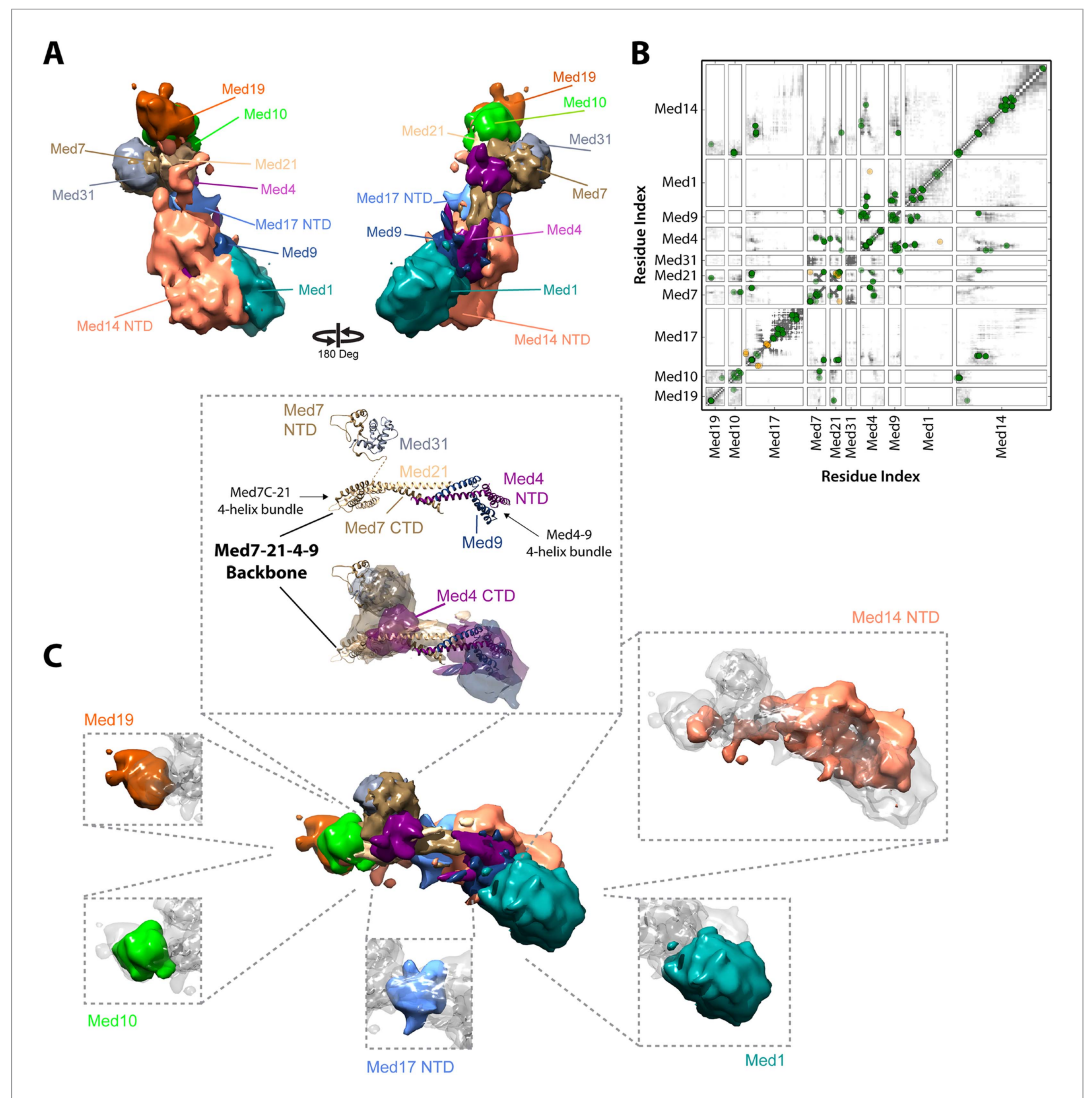 A
Med19
Med10
Med7
Med21
Med31
Med4
Med17 NTD
Med9
Med1
Med14 NTD
180 Deg
Med19
Med10
Med21
Med31
Med7
Med17 NTD
Med9
Med4
Med1
Med14 NTD
B
Residue Index
Med14
Med1
Med9
Med4
Med31
Med21
Med7
Med17
Med10
Med19
Med19
Med10
Med17
Med7
Med21
Med31
Med4
Med9
Med1
Med14
Residue Index
C
Med7
NTD
Med31
Med21
Med4
NTD
Med7C-21
4-helix bundle
Med7 CTD
Med9
Med4-9
4-helix bundle
Med7-21-4-9
Backbone
Med4 CTD
Med14 NTD
Med19
Med10
Med17 NTD
Med1